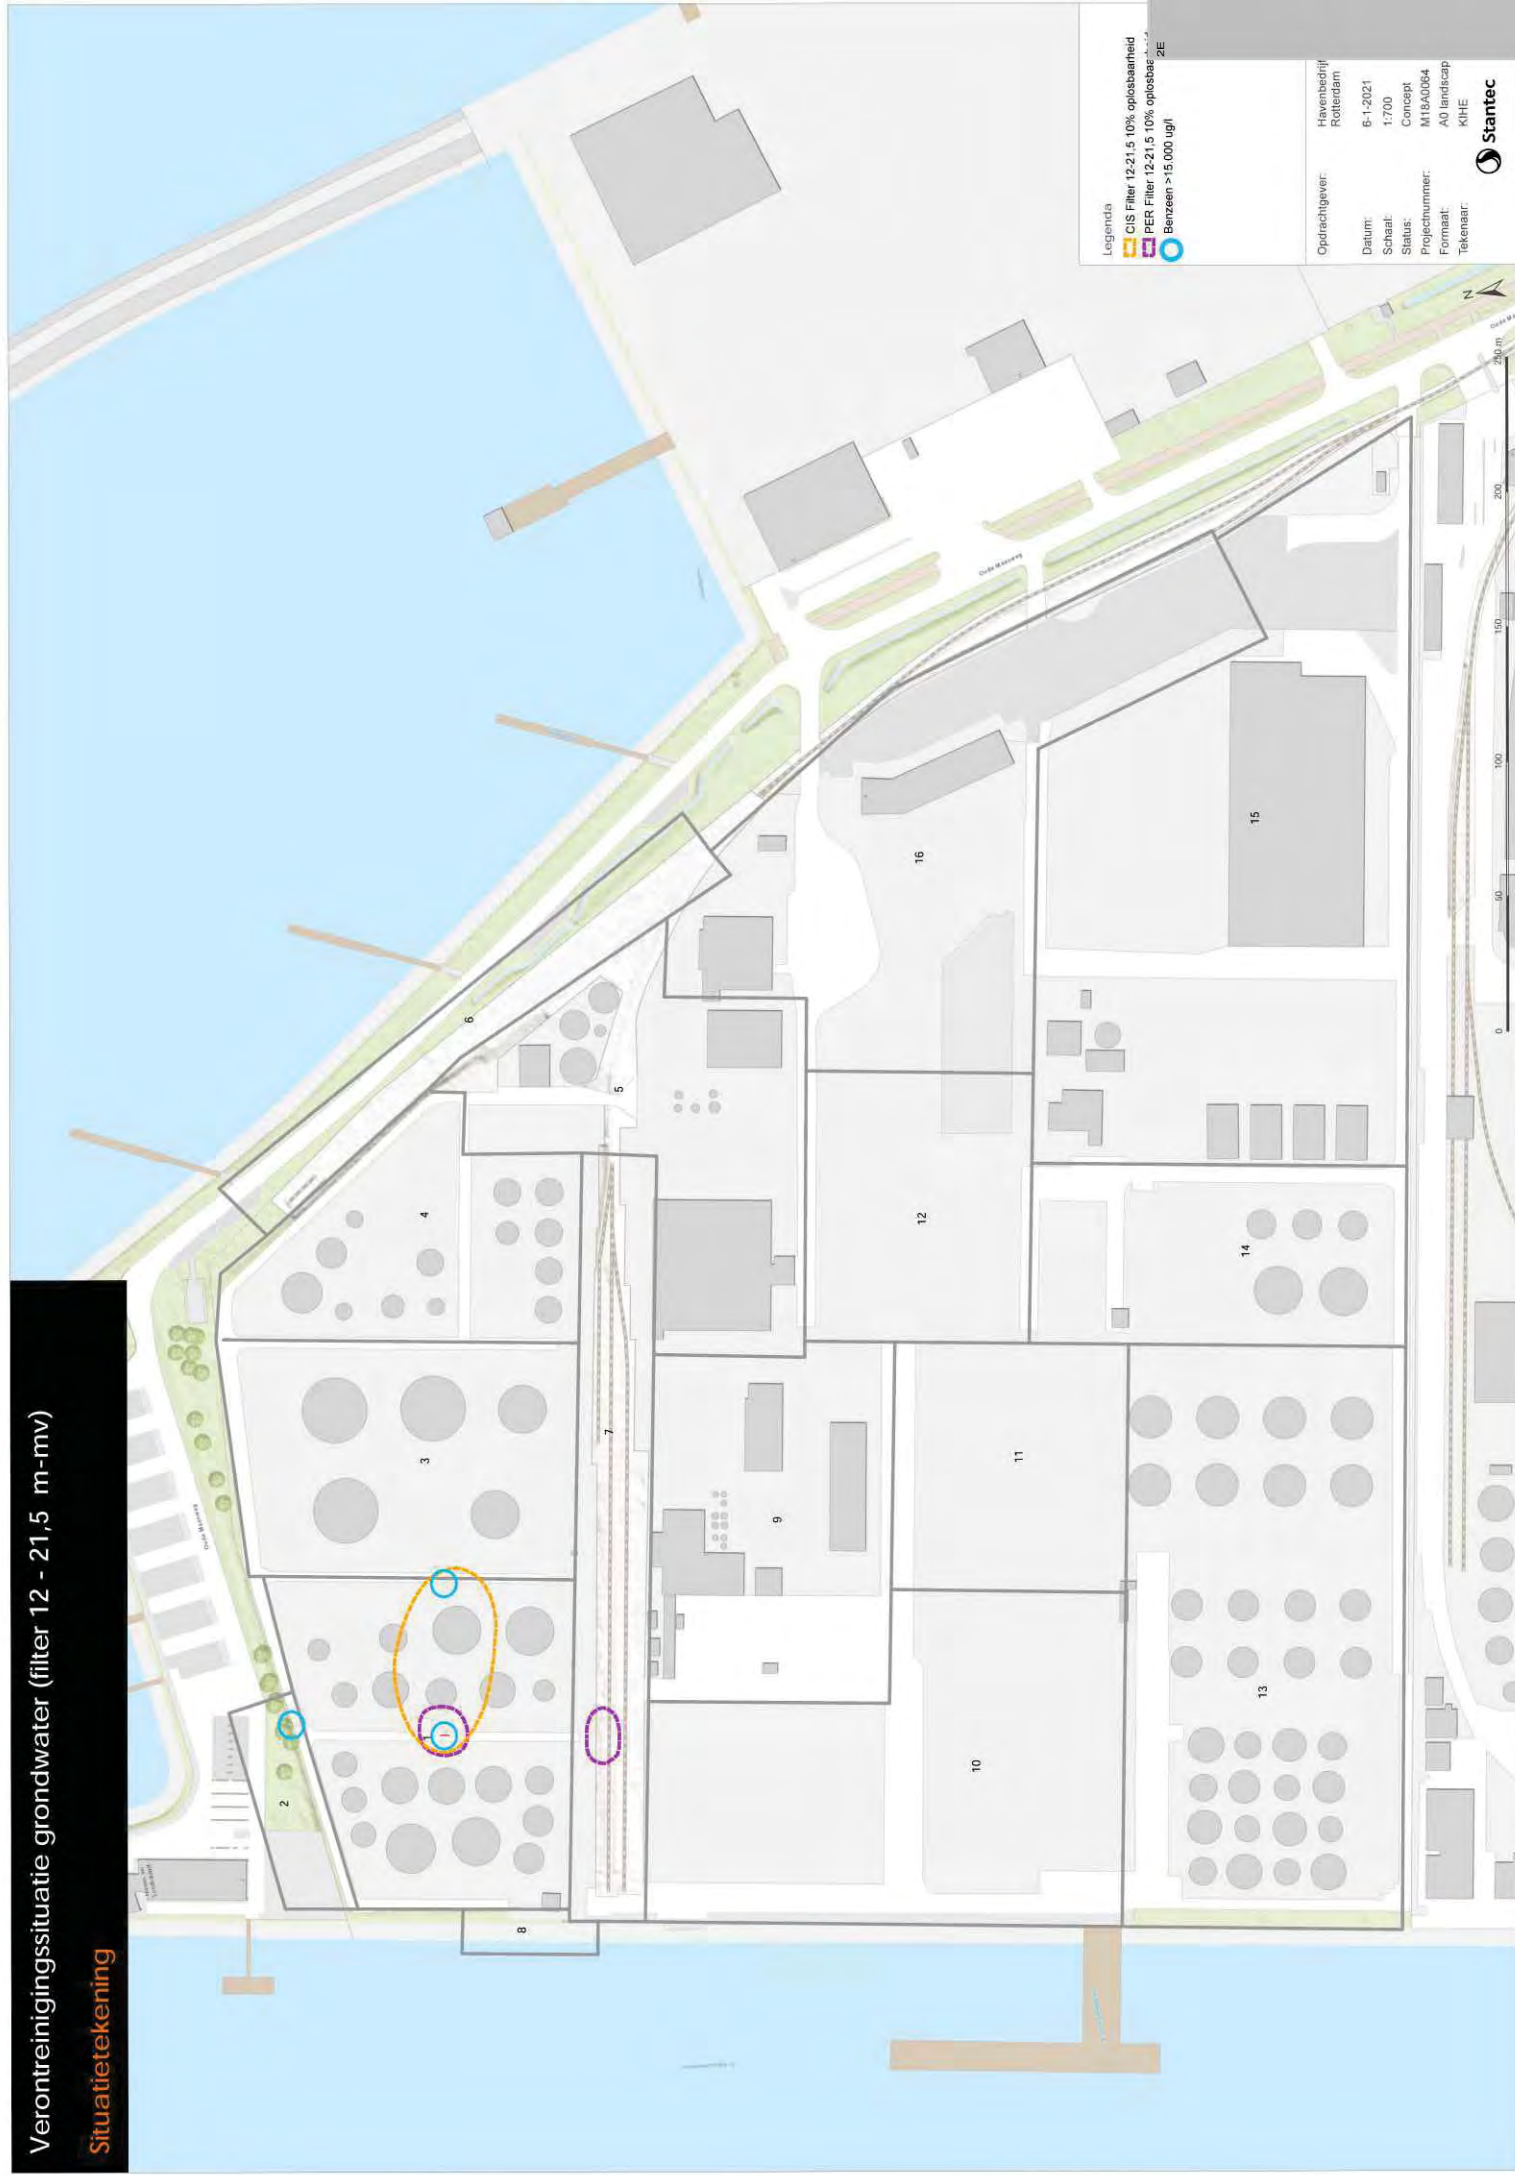 Verontreinigingssituatie grondwater (filter 12 - 21,5 m-mv)
Situatietekening
Legenda
CIS Filter 12-21,5 10% oplosbaarheid
PER Filter 12-21,5 10%
Benzeen >15.000 ug/l
2E
Opdrachtgever: Havenbedrijf
Rotterdam
Datum: 6-1-2021
Schaal: 1:700
Status: Concept
Projectnummer: M18A0064
Formaat: A0 landscap
Tekenaar: KIHE
Stantec
N
0 50 100 150 200 250 m
Oude Maasweg
Oude Maasweg
1
2
3
4
5
6
7
8
9
10
11
12
13
14
15
16